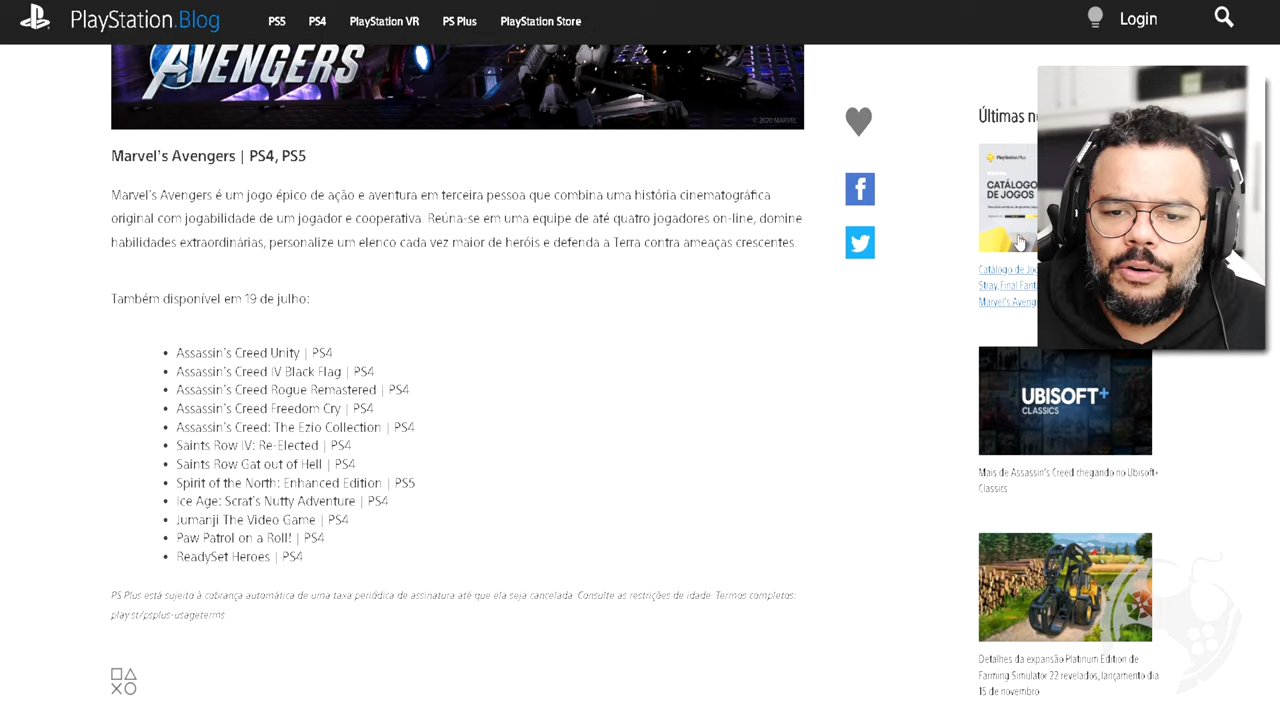 PlayStation.Blog
PS5 PS4 PlayStation VR PS Plus PlayStation Store
Login
AVENGERS
© 2020 MARVEL
Marvel's Avengers | PS4, PS5
Marvel's Avengers é um jogo épico de ação e aventura em terceira pessoa que combina uma história cinematográfica
original com jogabilidade de um jogador e cooperativa. Reúna-se em uma equipe de até quatro jogadores on-line, domine
habilidades extraordinárias, personalize um elenco cada vez maior de heróis e defenda a Terra contra ameaças crescentes.
Também disponível em 19 de julho:
• Assassin's Creed Unity | PS4
• Assassin's Creed IV Black Flag | PS4
• Assassin's Creed Rogue Remastered | PS4
• Assassin's Creed Freedom Cry | PS4
• Assassin's Creed: The Ezio Collection | PS4
• Saints Row IV: Re-Elected | PS4
• Saints Row Gat out of Hell | PS4
• Spirit of the North: Enhanced Edition | PS5
• Ice Age: Scrat's Nutty Adventure | PS4
• Jumanji The Video Game | PS4
• Paw Patrol on a Roll! | PS4
• ReadySet Heroes | PS4
PS Plus está sujeito à cobrança automática de uma taxa periódica de assinatura até que ela seja cancelada. Consulte as restrições de idade. Termos completos:
play.st/psplus-usageterms
Últimas
PlayStation Plus
CATÁLOGO
DE JOGOS
Catálogo de
Stray, Final
Marvel's
UBISOFT+
CLASSICS
Mais de Assassin's Creed chegando no Ubisoft+
Classics
Detalhes da expansão Platinum Edition de
Farming Simulator 22 revelados, lançamento dia
15 de novembro